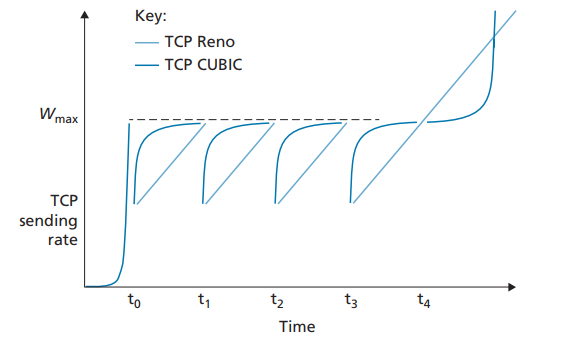 Key:
TCP Reno
TCP CUBIC
Wmax
TCP
sending
rate
t0 t1 t2 t3 t4
Time